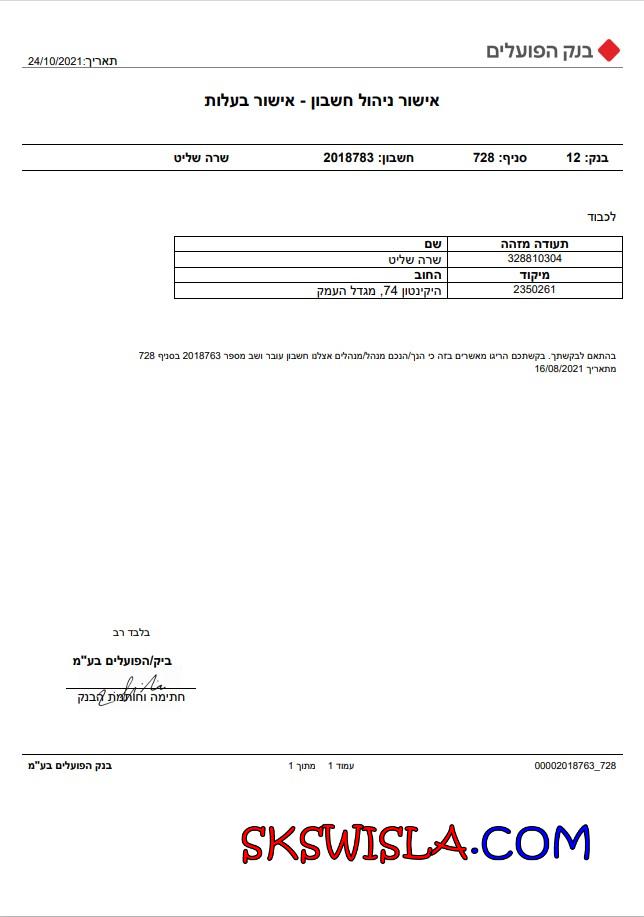 בנק הפועלים
תאריך:24/10/2021
אישור ניהול חשבון - אישור בעלות
בנק: 12 סניף: 728 חשבון: 2018783 שרה שליט
לכבוד
תעודה מזהה שם
328810304 שרה שליט
מיקוד החוב
2350261 היקינטון 74, מגדל העמק
בהתאם לבקשתך. בקשתכם הריגו מאשרים בזה כי הנך/הנכם מנהל/מנהלים אצלנו חשבון עובר ושב מספר 2018763 בסניף 728
מתאריך 16/08/2021
בלבד רב
ביק/הפועלים בע"מ
חתימה וחותמת הבנק
00002018763_728 עמוד 1 מתוך 1 בנק הפועלים בע"מ
SKSWISLA.COM